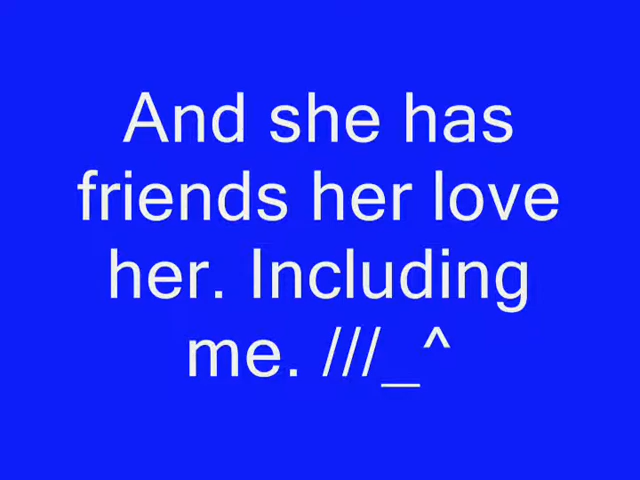 And she has
friends her love
her. Including
me. ///_^